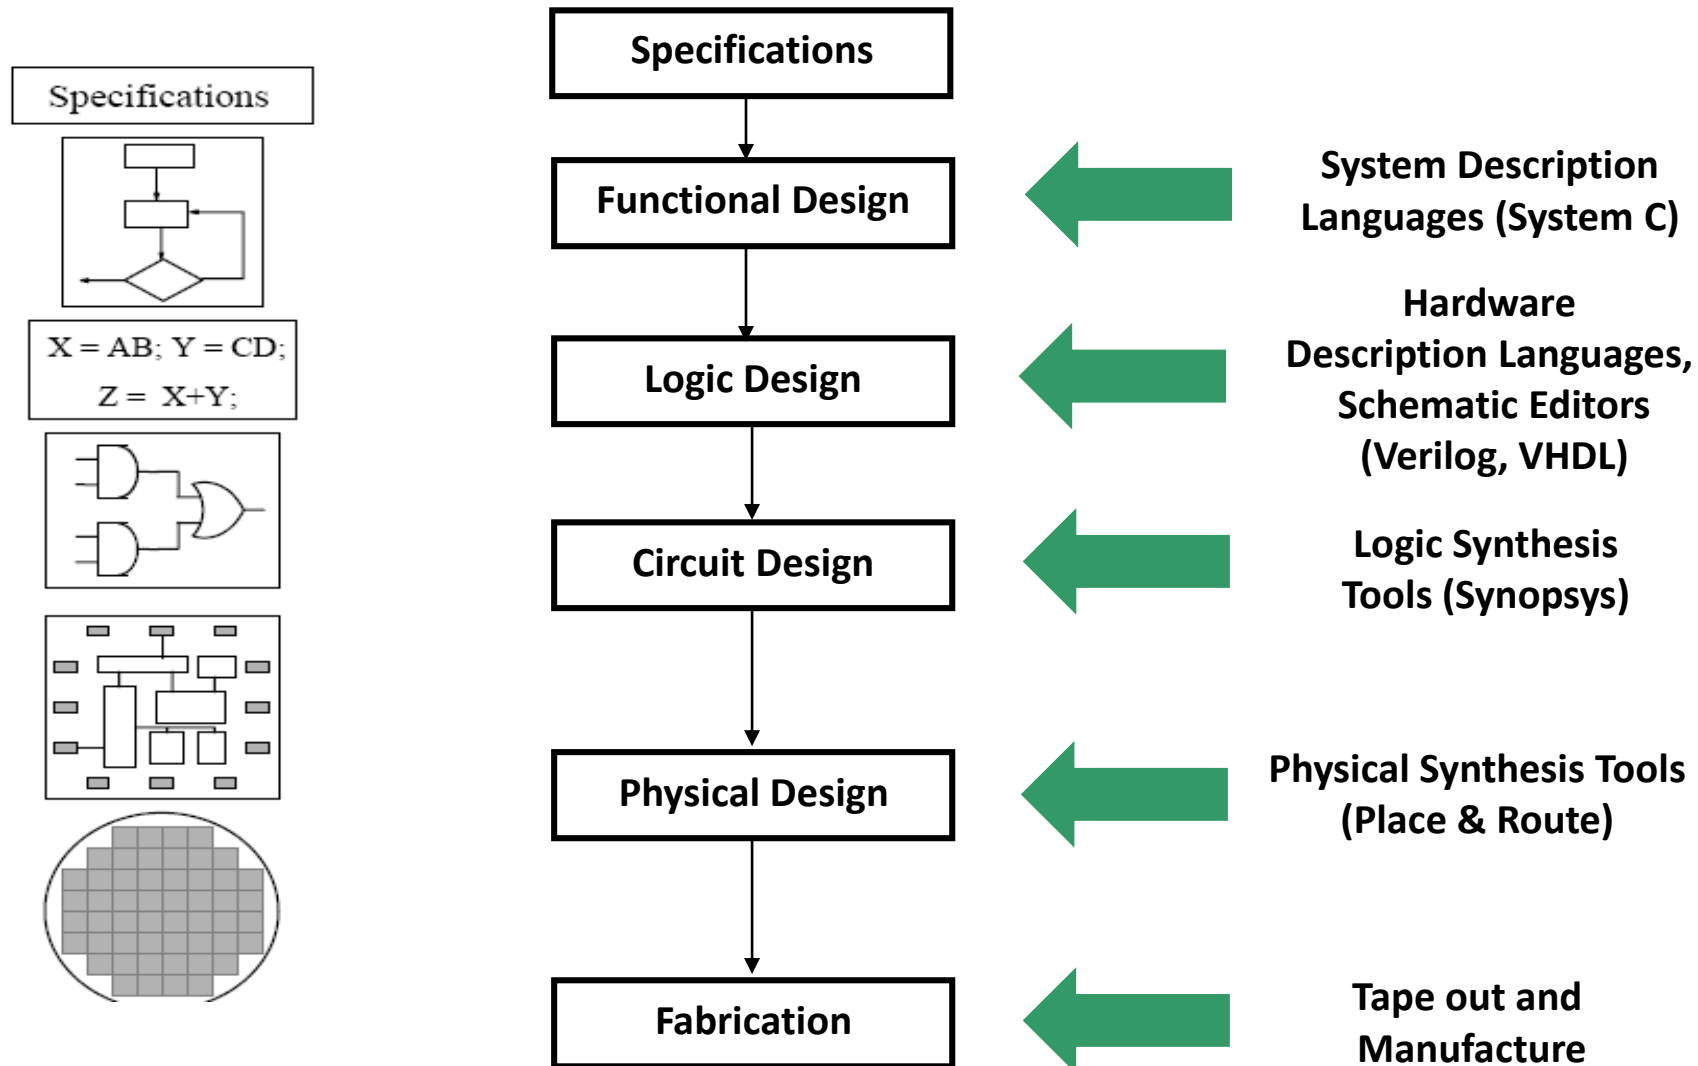 Specifications
X = AB; Y = CD;
Z = X+Y;
Specifications
Functional Design
Logic Design
Circuit Design
Physical Design
Fabrication
System Description
Languages (System C)
Hardware
Description Languages,
Schematic Editors
(Verilog, VHDL)
Logic Synthesis
Tools (Synopsys)
Physical Synthesis Tools
(Place & Route)
Tape out and
Manufacture